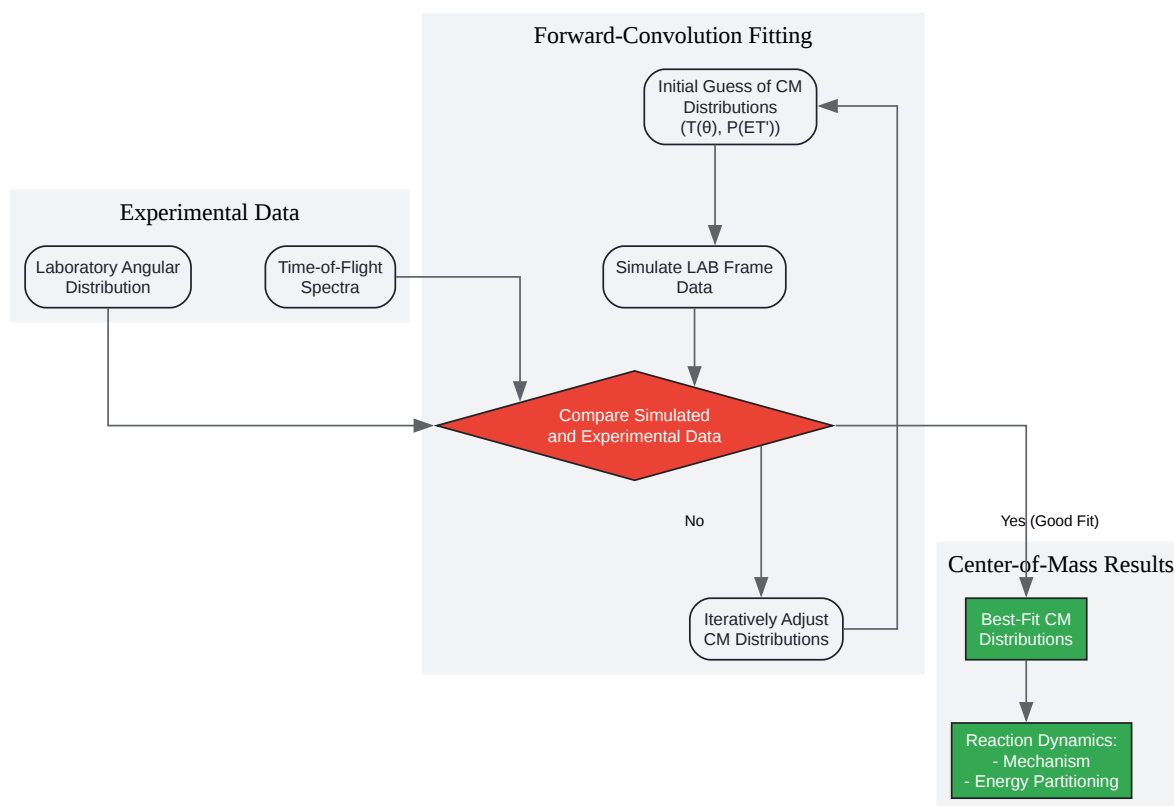 Forward-Convolution Fitting
Initial Guess of CM
Distributions
(T(θ), P(ET'))
Experimental Data
Laboratory Angular
Distribution
Time-of-Flight
Spectra
Simulate LAB Frame
Data
Compare Simulated
and Experimental Data
No
Yes (Good Fit)
Iteratively Adjust
CM Distributions
Center-of-Mass Results
Best-Fit CM
Distributions
Reaction Dynamics:
- Mechanism
- Energy Partitioning